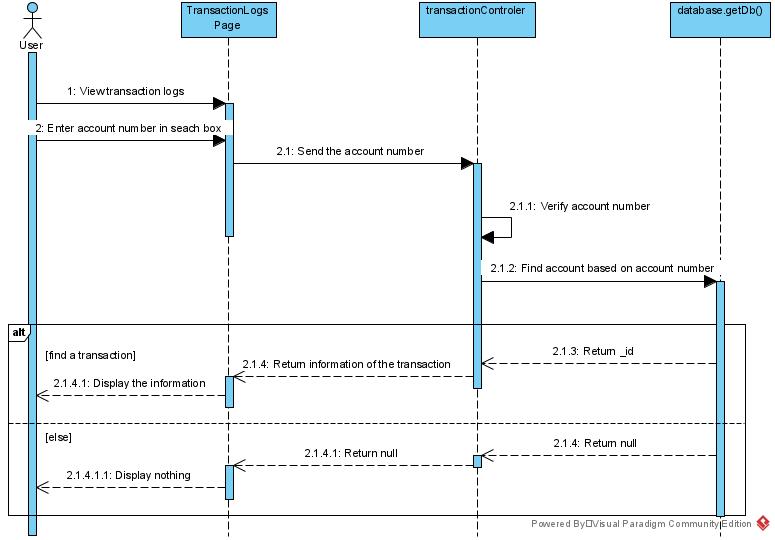 TransactionLogs
Page
transactionControler
database.getDb()
User
1: Viewtransaction logs
2: Enter account number in seach box
2.1: Send the account number
2.1.1: Verify account number
2.1.2: Find account based on account number
alt
[find a transaction]
2.1.3: Return _id
2.1.4: Return information of the transaction
2.1.4.1: Display the information
[else]
2.1.4: Return null
2.1.4.1: Return null
2.1.4.1.1: Display nothing
Powered By Visual Paradigm Community Edition